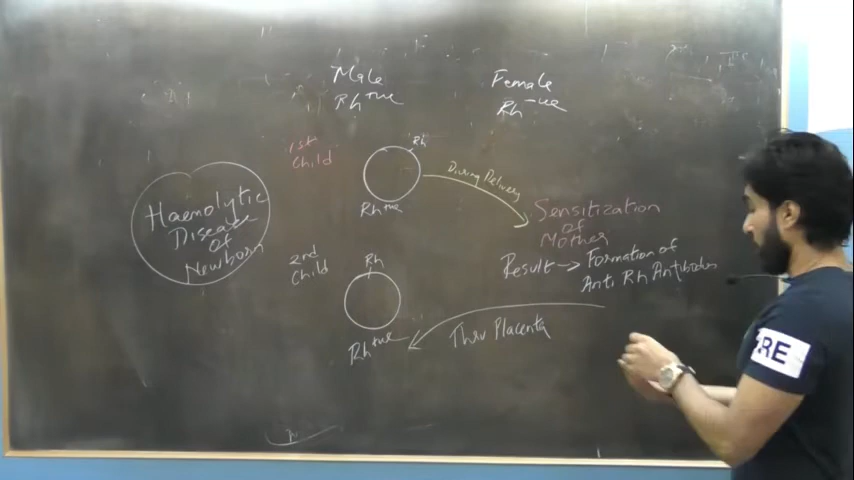 Male
Rh +ve
Female
Rh -ve
1st
Child
Rh
Rh+ve
During Delivery
Sensitization
of
Mother
Result → Formation of
Anti Rh Antibodies
Haemolytic
Disease
of
Newborn
2nd
Child
Rh
Rh+ve
Thru Placenta
RE